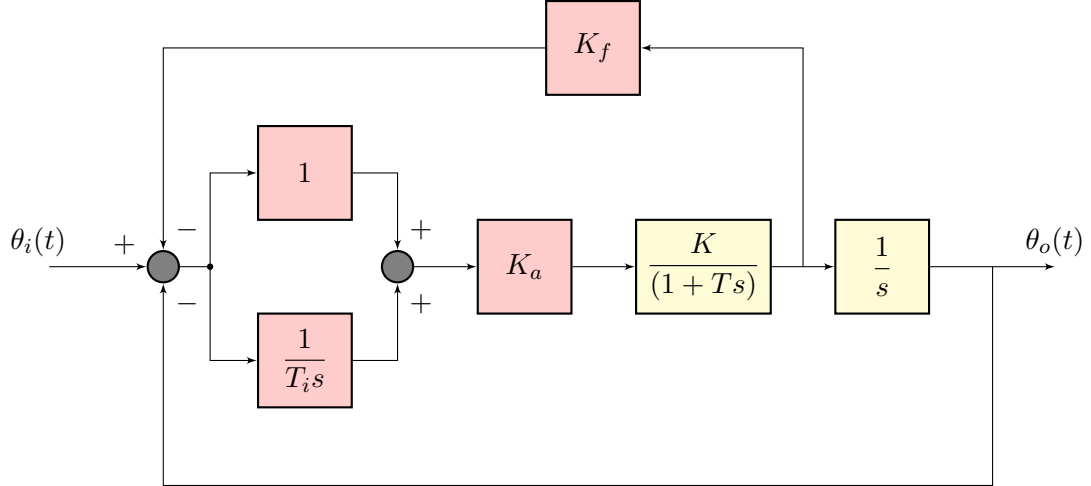 K_f
−
1
θ_i(t)
+
+
K_a
K
(1 + Ts)
1
s
θ_o(t)
−
+
1
T_i s